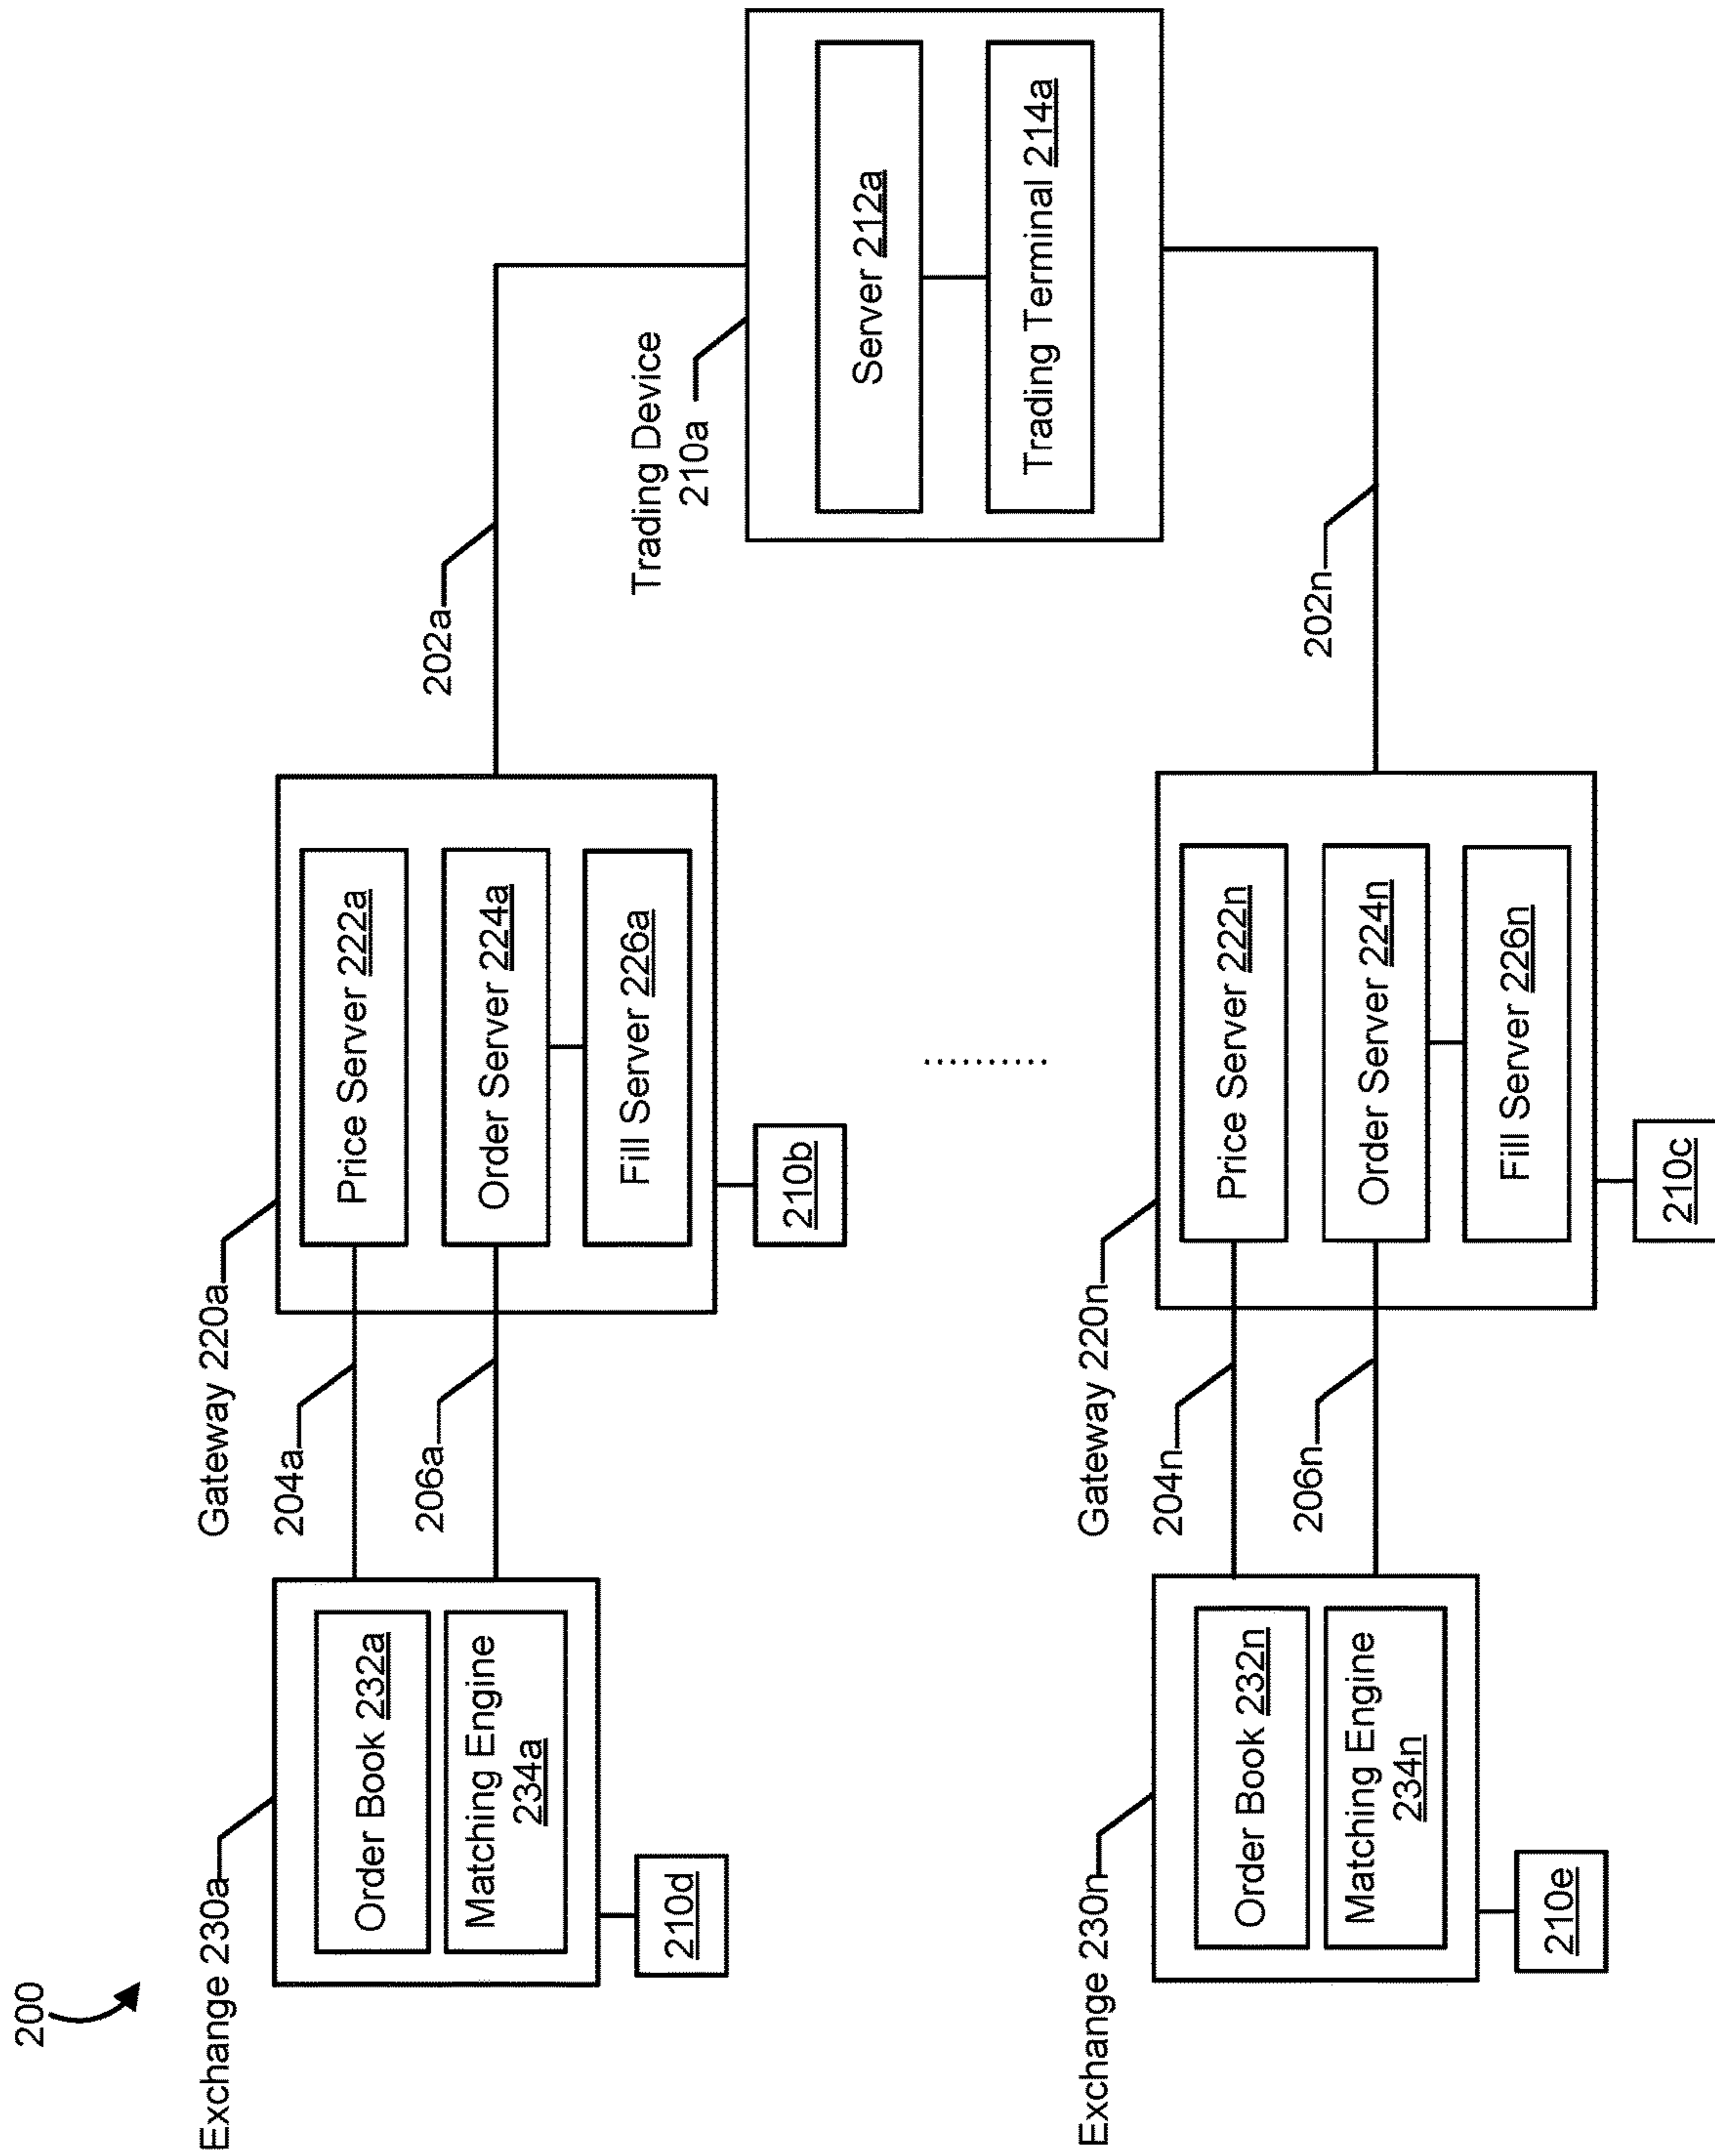 200
Exchange 230a
Order Book 232a
Matching Engine
234a
210d
204a
206a
Gateway 220a
Price Server 222a
Order Server 224a
Fill Server 226a
210b
202a
Trading Device
210a
Server 212a
Trading Terminal 214a
..........
Exchange 230n
Order Book 232n
Matching Engine
234n
210e
204n
206n
Gateway 220n
Price Server 222n
Order Server 224n
Fill Server 226n
210c
202n